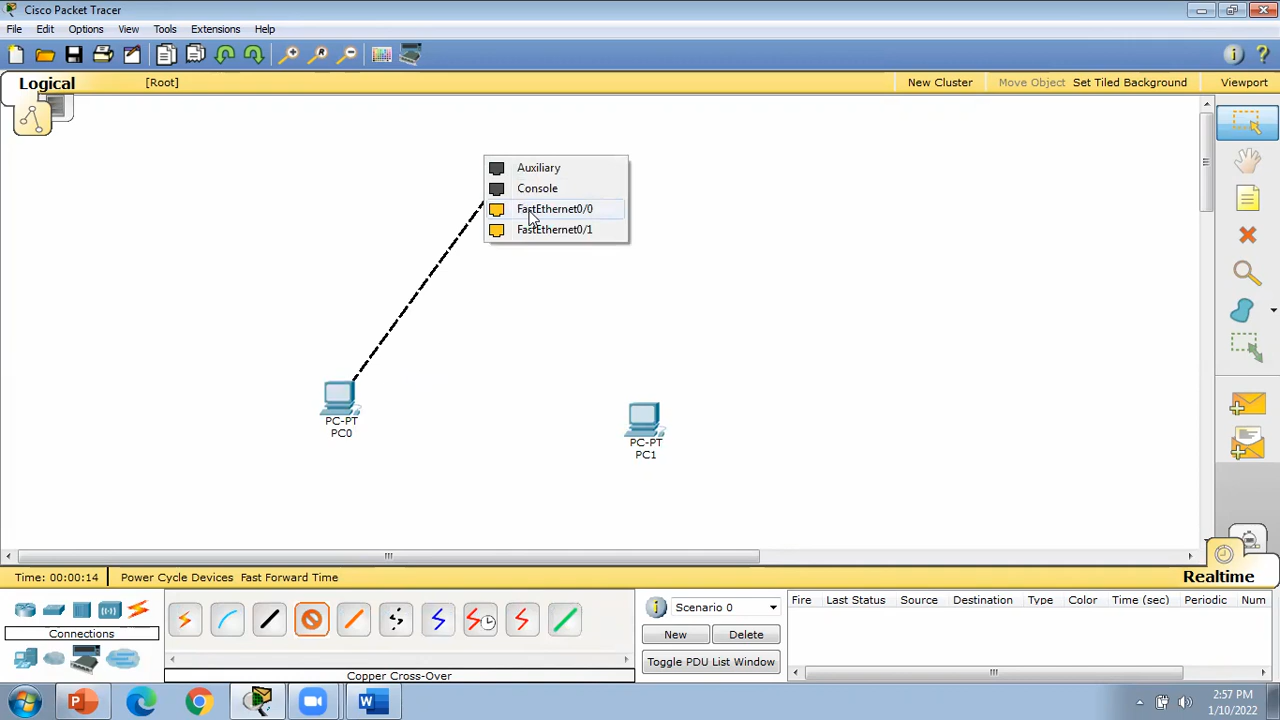 Cisco Packet Tracer
File Edit Options View Tools Extensions Help
Logical [Root] New Cluster Move Object Set Tiled Background Viewport
Auxiliary
Console
FastEthernet0/0
FastEthernet0/1
PC-PT
PC0
PC-PT
PC1
Time: 00:00:14 Power Cycle Devices Fast Forward Time Realtime
Scenario 0
Fire Last Status Source Destination Type Color Time (sec) Periodic Num
Connections
New Delete
Toggle PDU List Window
Copper Cross-Over
2:57 PM
1/10/2022